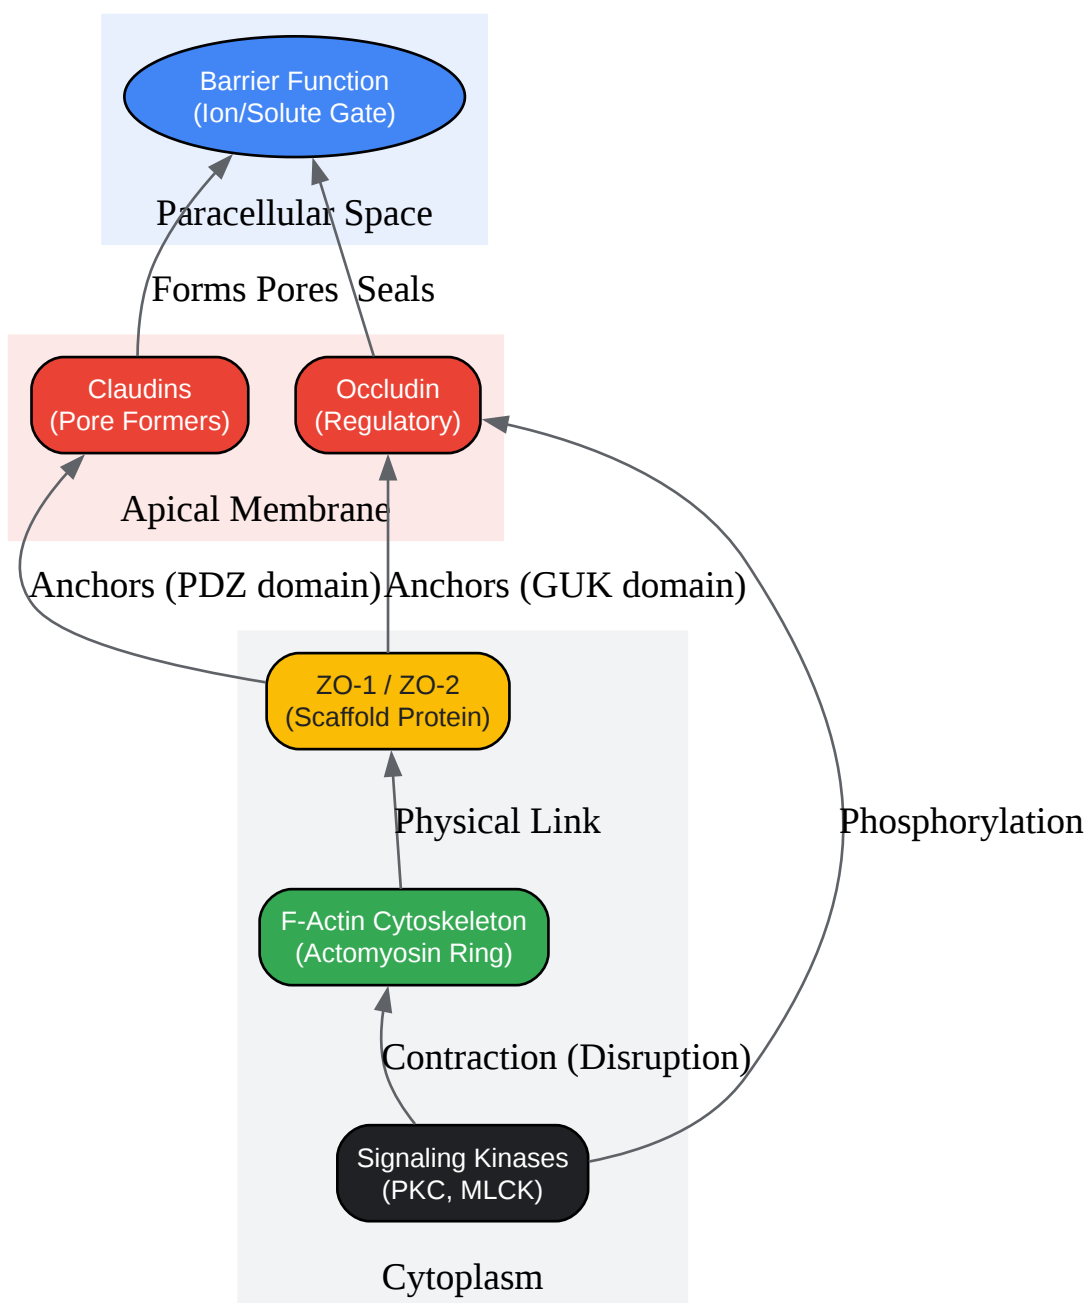 Barrier Function
(Ion/Solute Gate)
Paracellular Space
Forms Pores
Seals
Claudins
(Pore Formers)
Occludin
(Regulatory)
Apical Membrane
Anchors (PDZ domain)
Anchors (GUK domain)
ZO-1 / ZO-2
(Scaffold Protein)
Physical Link
Phosphorylation
F-Actin Cytoskeleton
(Actomyosin Ring)
Contraction (Disruption)
Signaling Kinases
(PKC, MLCK)
Cytoplasm